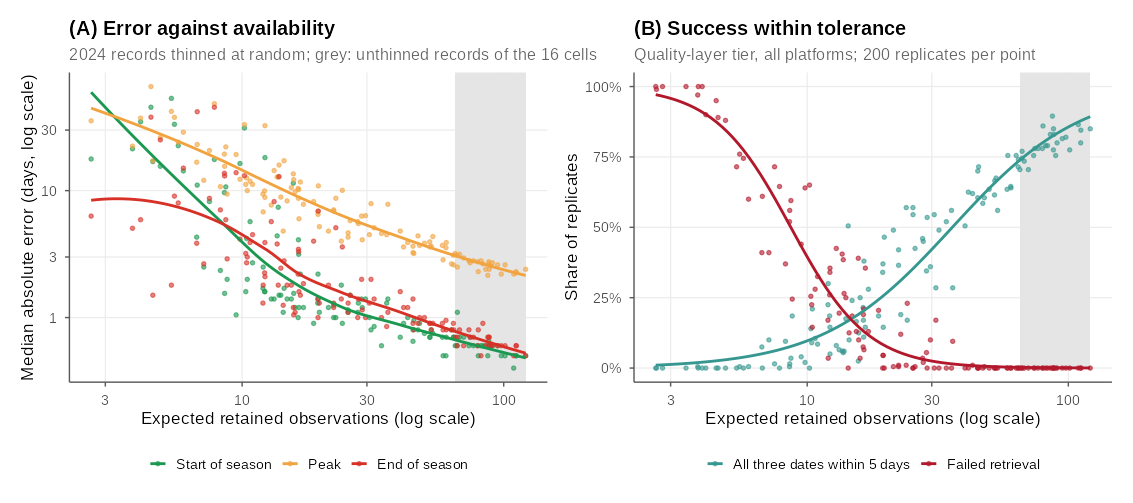 (A) Error against availability
2024 records thinned at random; grey: unthinned records of the 16 cells
Median absolute error (days, log scale)
30
10
3
1
3
10
30
100
Expected retained observations (log scale)
Start of season
Peak
End of season
(B) Success within tolerance
Quality-layer tier, all platforms; 200 replicates per point
Share of replicates
100%
75%
50%
25%
0%
3
10
30
100
Expected retained observations (log scale)
All three dates within 5 days
Failed retrieval